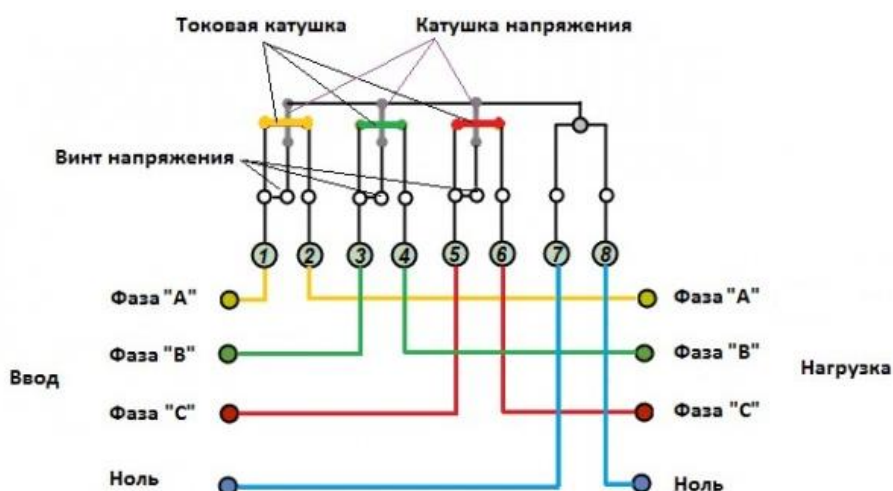 Токовая катушка
Катушка напряжения
Винт напряжения
1 2 3 4 5 6 7 8
Фаза "А" Фаза "А"
Фаза "В" Фаза "В"
Ввод Нагрузка
Фаза "С" Фаза "С"
Ноль Ноль